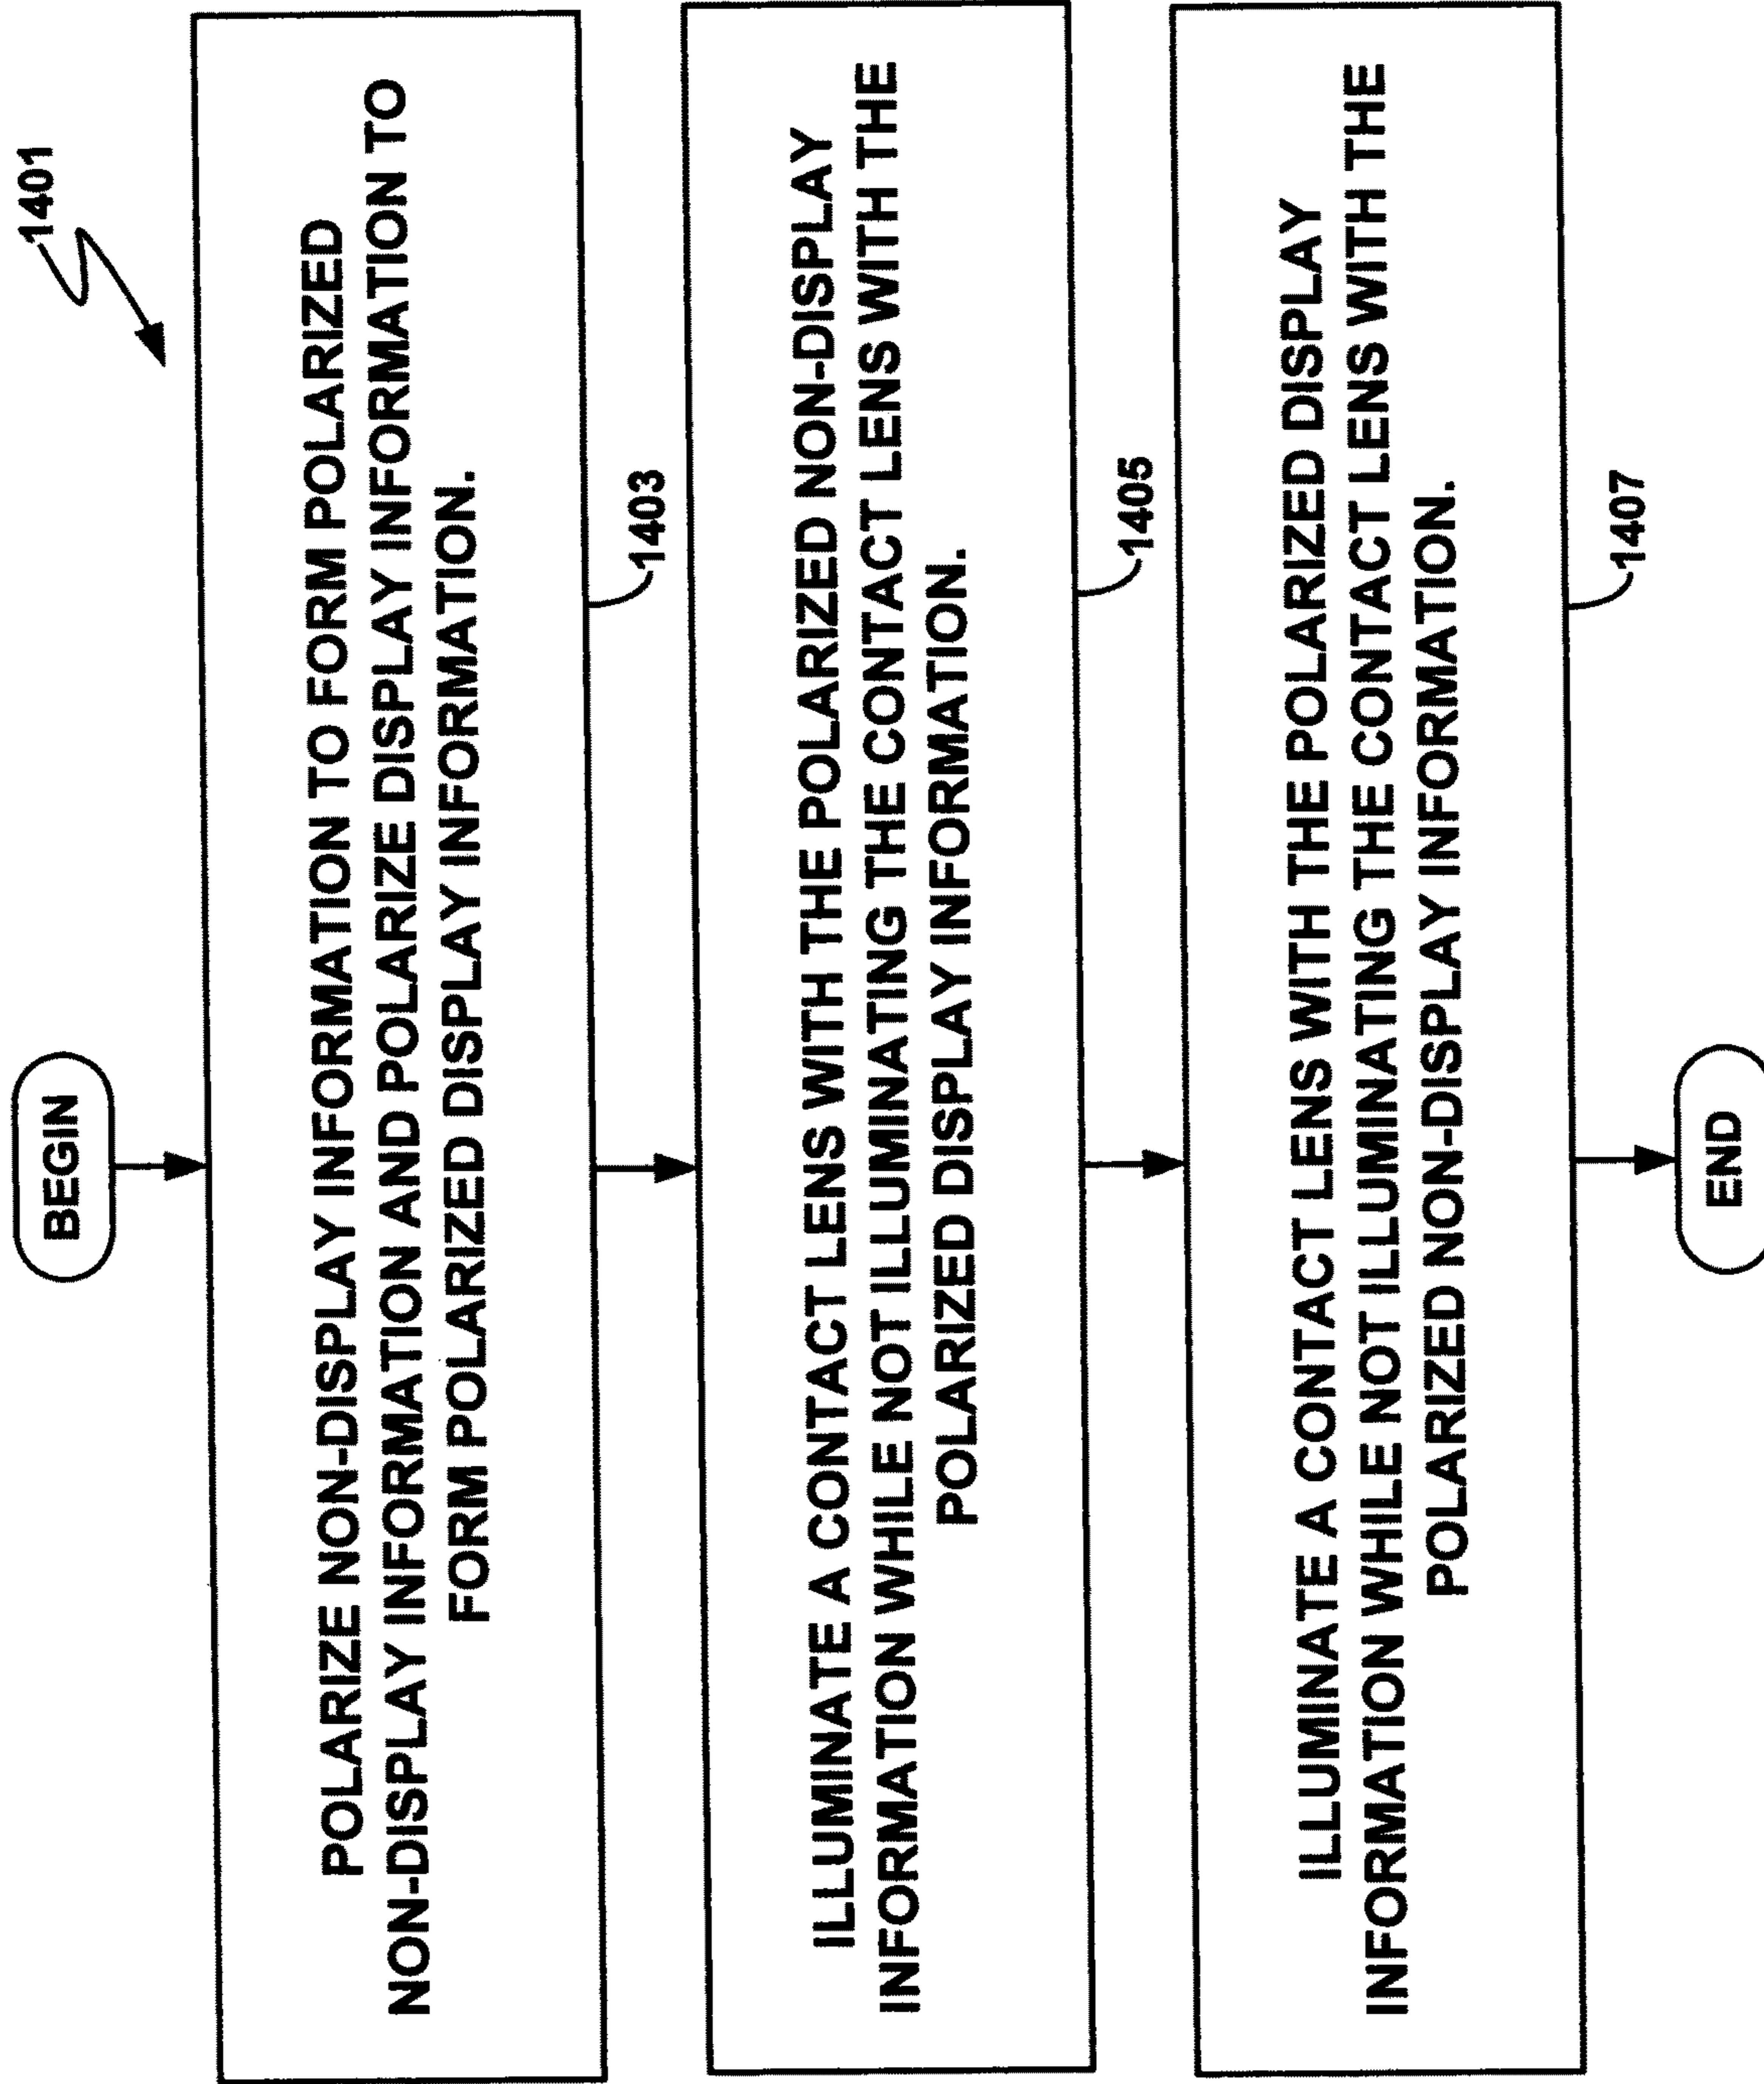 1401
BEGIN
POLARIZE NON-DISPLAY INFORMATION TO FORM POLARIZED
NON-DISPLAY INFORMATION AND POLARIZE DISPLAY INFORMATION TO
FORM POLARIZED DISPLAY INFORMATION.
1403
ILLUMINATE A CONTACT LENS WITH THE POLARIZED NON-DISPLAY
INFORMATION WHILE NOT ILLUMINATING THE CONTACT LENS WITH THE
POLARIZED DISPLAY INFORMATION.
1405
ILLUMINATE A CONTACT LENS WITH THE POLARIZED DISPLAY
INFORMATION WHILE NOT ILLUMINATING THE CONTACT LENS WITH THE
POLARIZED NON-DISPLAY INFORMATION.
1407
END